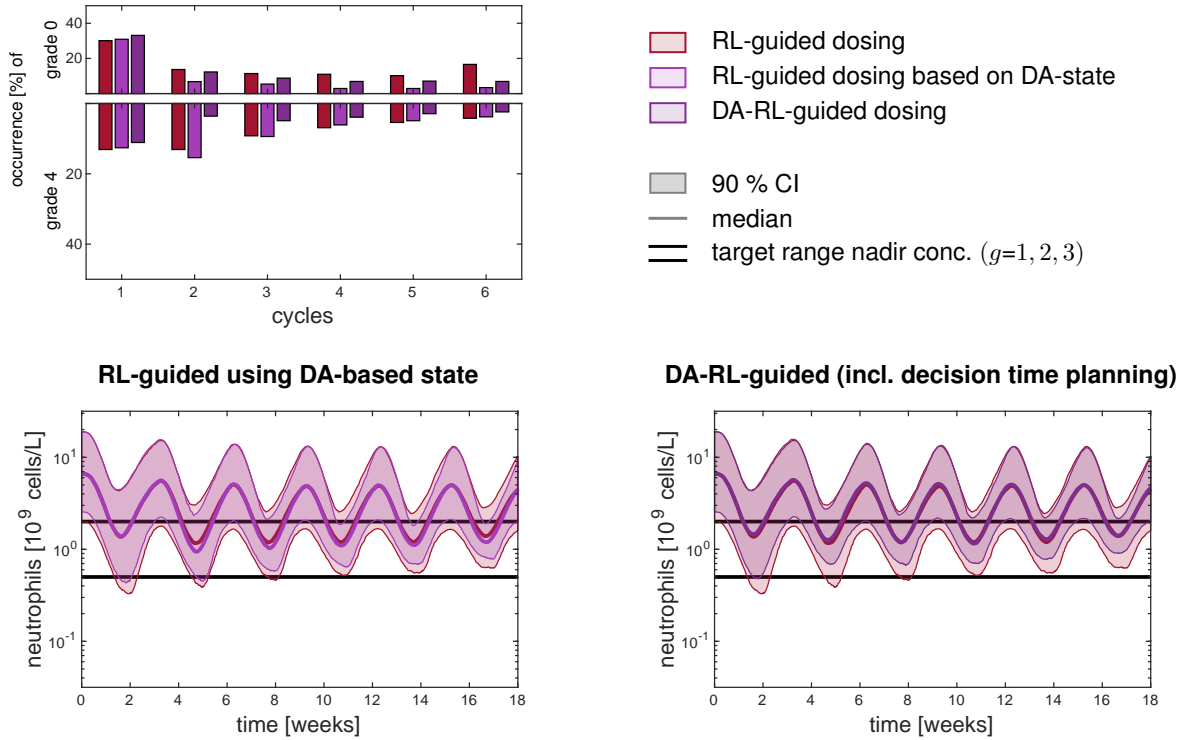 occurrence [%] of
grade 0
grade 4
40
20
20
40
1 2 3 4 5 6
cycles
RL-guided dosing
RL-guided dosing based on DA-state
DA-RL-guided dosing
90 % CI
median
target range nadir conc. (g=1, 2, 3)
RL-guided using DA-based state
neutrophils [10^9 cells/L]
10^1
10^0
10^-1
0 2 4 6 8 10 12 14 16 18
time [weeks]
DA-RL-guided (incl. decision time planning)
neutrophils [10^9 cells/L]
10^1
10^0
10^-1
0 2 4 6 8 10 12 14 16 18
time [weeks]